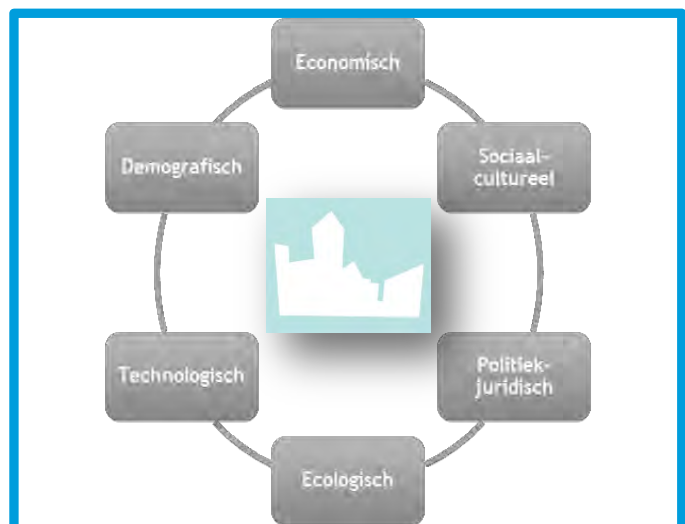 Economisch
Demografisch
Sociaal-
cultureel
Technologisch
Politiek-
juridisch
Ecologisch